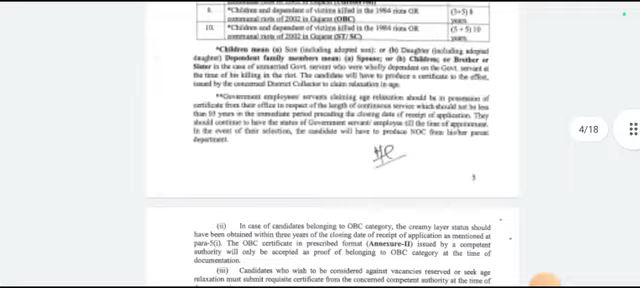 9. *Children and dependent of victims killed in the 1984 riots OR (3+5) 8
communal riots of 2002 in Gujarat (OBC) years
10. *Children and dependent of victims killed in the 1984 riots OR (5 + 5) 10
communal riots of 2002 in Gujarat (ST/ SC) years
*Children mean (a) Son (including adopted son) or (b) Daughter (including adopted
daughter) Dependent family members mean: (a) Spouse; or (b) Children; or Brother or
Sister in the case of unmarried Govt. servant who were wholly dependent on the Govt. servant at
the time of his killing in the riot. The candidate will have to produce a certificate to the effect,
issued by the concerned District Collector to claim relaxation in age.
**Government employees/ servants claiming age relaxation should be in possession of
certificate from their office in respect of the length of continuous service which should not be less
than 03 years in the immediate period preceding the closing date of receipt of application. They
should continue to have the status of Government servant/ employee till the time of appointment.
In the event of their selection, the candidate will have to produce NOC from his/her parent
department.
4/18
(ii) In case of candidates belonging to OBC category, the creamy layer status should
have been obtained within three years of the closing date of receipt of application as mentioned at
para-5(i). The OBC certificate in prescribed format (Annexure-II) issued by a competent
authority will only be accepted as proof of belonging to OBC category at the time of
documentation.
(iii) Candidates who wish to be considered against vacancies reserved or seek age
relaxation must submit requisite certificate from the concerned competent authority at the time of